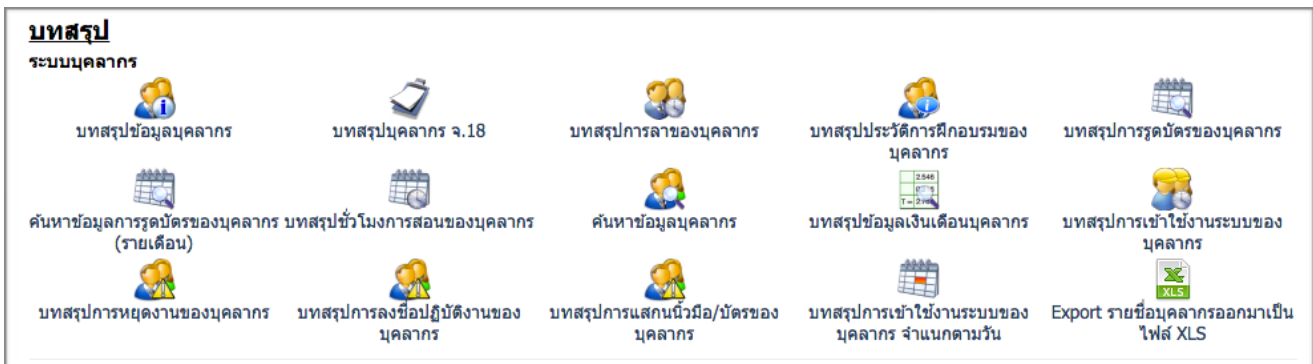 บทสรุป
ระบบบุคลากร
บทสรุปข้อมูลบุคลากร
บทสรุปบุคลากร จ.18
บทสรุปการลาของบุคลากร
บทสรุปประวัติการฝึกอบรมของ
บุคลากร
บทสรุปการรูดบัตรของบุคลากร
ค้นหาข้อมูลการรูดบัตรของบุคลากร
(รายเดือน)
บทสรุปชั่วโมงการสอนของบุคลากร
ค้นหาข้อมูลบุคลากร
2.546
บทสรุปข้อมูลเงินเดือนบุคลากร
บทสรุปการเข้าใช้งานระบบของ
บุคลากร
บทสรุปการหยุดงานของบุคลากร
บทสรุปการลงชื่อปฏิบัติงานของ
บุคลากร
บทสรุปการแสกนนิ้วมือ/บัตรของ
บุคลากร
บทสรุปการเข้าใช้งานระบบของ
บุคลากร จำแนกตามวัน
XLS
Export รายชื่อบุคลากรออกมาเป็น
ไฟล์ XLS